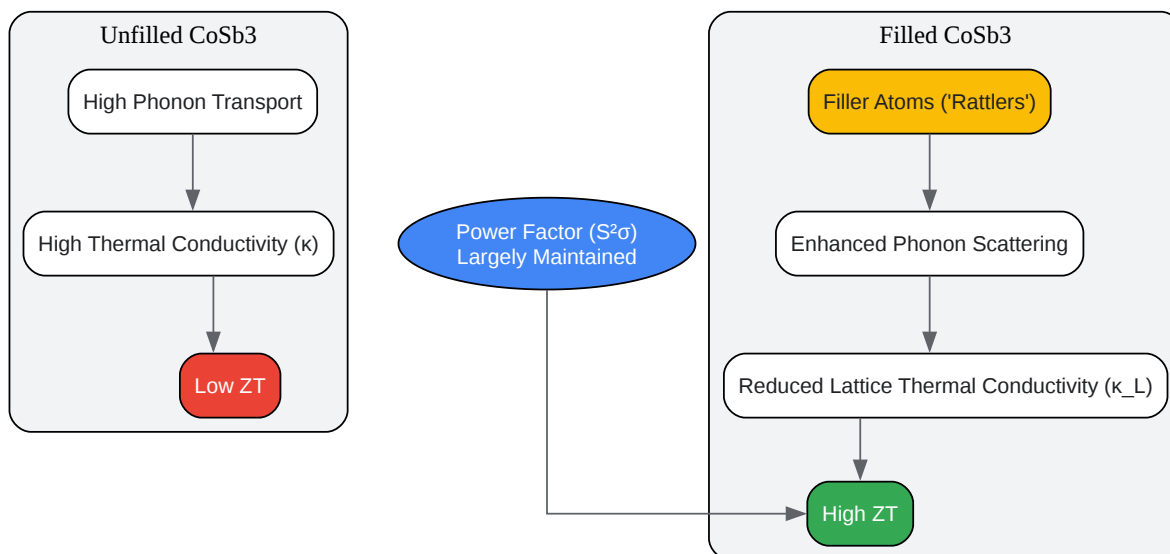 Unfilled CoSb3
High Phonon Transport
High Thermal Conductivity (κ)
Low ZT
Power Factor (S²σ)
Largely Maintained
Filled CoSb3
Filler Atoms ('Rattlers')
Enhanced Phonon Scattering
Reduced Lattice Thermal Conductivity (κ_L)
High ZT